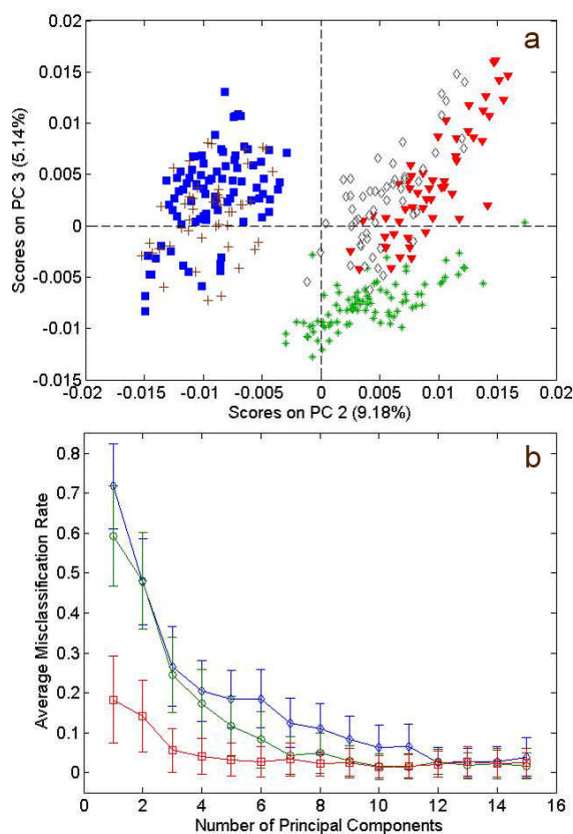 0.02
a
0.015
0.01
0.005
0
-0.005
-0.01
-0.015
Scores on PC 3 (5.14%)
-0.02 -0.015 -0.01 -0.005 0 0.005 0.01 0.015 0.02
Scores on PC 2 (9.18%)
b
0.8
0.7
0.6
0.5
0.4
0.3
0.2
0.1
0
Average Misclassification Rate
0 2 4 6 8 10 12 14 16
Number of Principal Components